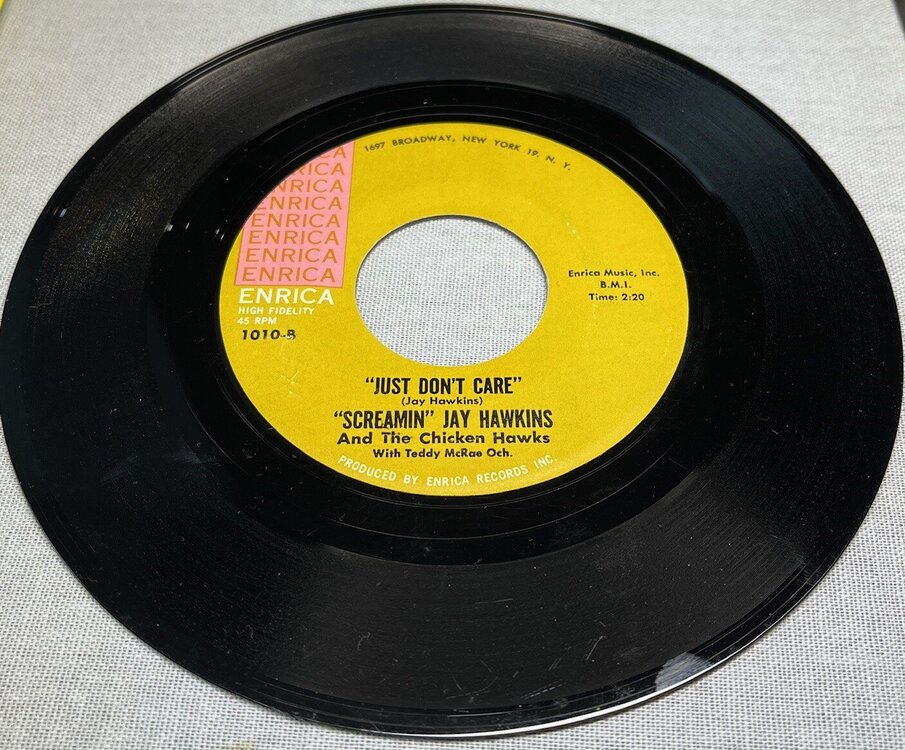 1697 BROADWAY, NEW YORK 19, N. Y.
ENRICA
ENRICA
ENRICA
ENRICA
ENRICA
ENRICA
ENRICA
ENRICA
HIGH FIDELITY
45 RPM
1010-B
Enrica Music, Inc.
B.M.I.
Time: 2:20
"JUST DON'T CARE"
(Jay Hawkins)
"SCREAMIN" JAY HAWKINS
And The Chicken Hawks
With Teddy McRae Och.
PRODUCED BY ENRICA RECORDS INC.